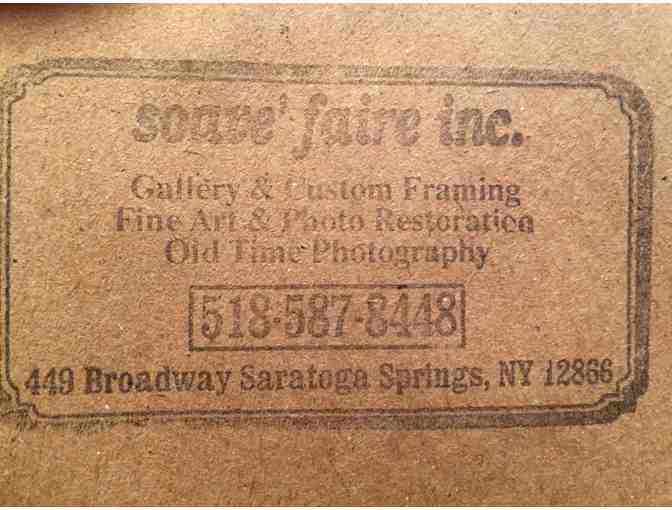 soave' faire inc.
Gallery & Custom Framing
Fine Art & Photo Restoration
Old Time Photography
518-587-8448
449 Broadway Saratoga Springs, NY 12866